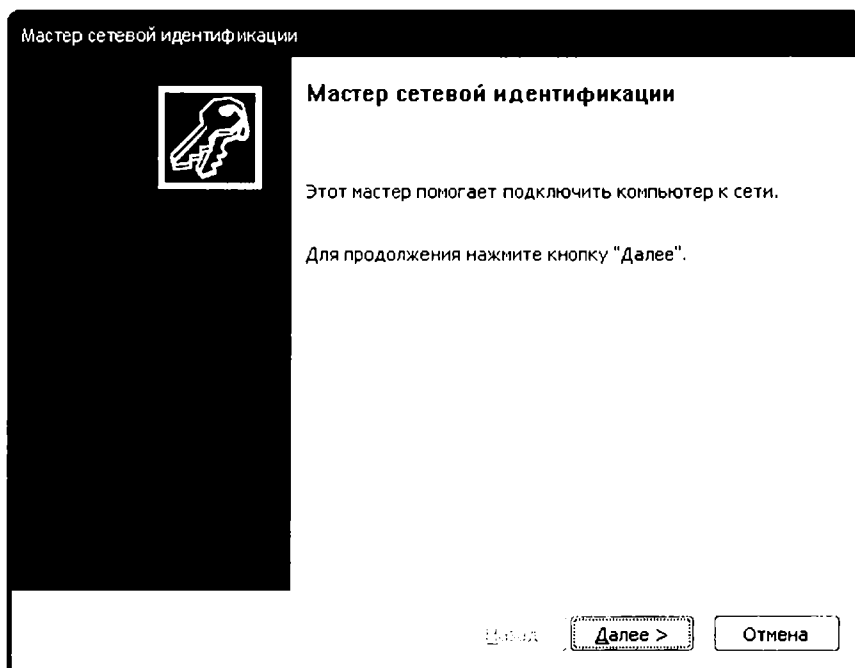 Мастер сетевой идентификации
Мастер сетевой идентификации
Этот мастер помогает подключить компьютер к сети.
Для продолжения нажмите кнопку "Далее".
Далее > Отмена